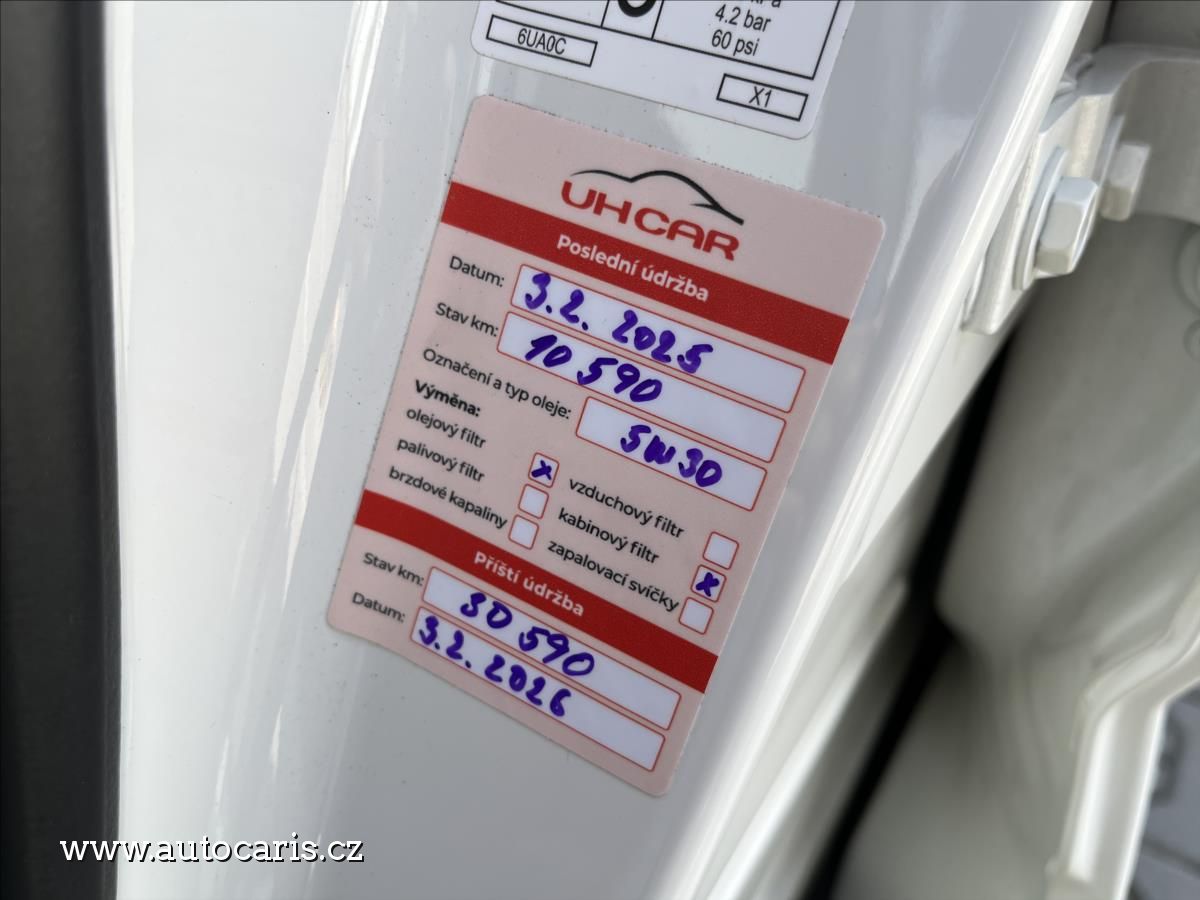 4.2 bar
60 psi
6UA0C
X1
UH CAR
Poslední údržba
Datum: 3.2.2025
Stav km: 10 590
Označení a typ oleje: 5W30
Výměna:
olejový filtr x vzduchový filtr
palivový filtr kabinový filtr x
brzdové kapaliny zapalovací svíčky
Příští údržba
Stav km: 30 590
Datum: 3.2.2026
www.autocaris.cz